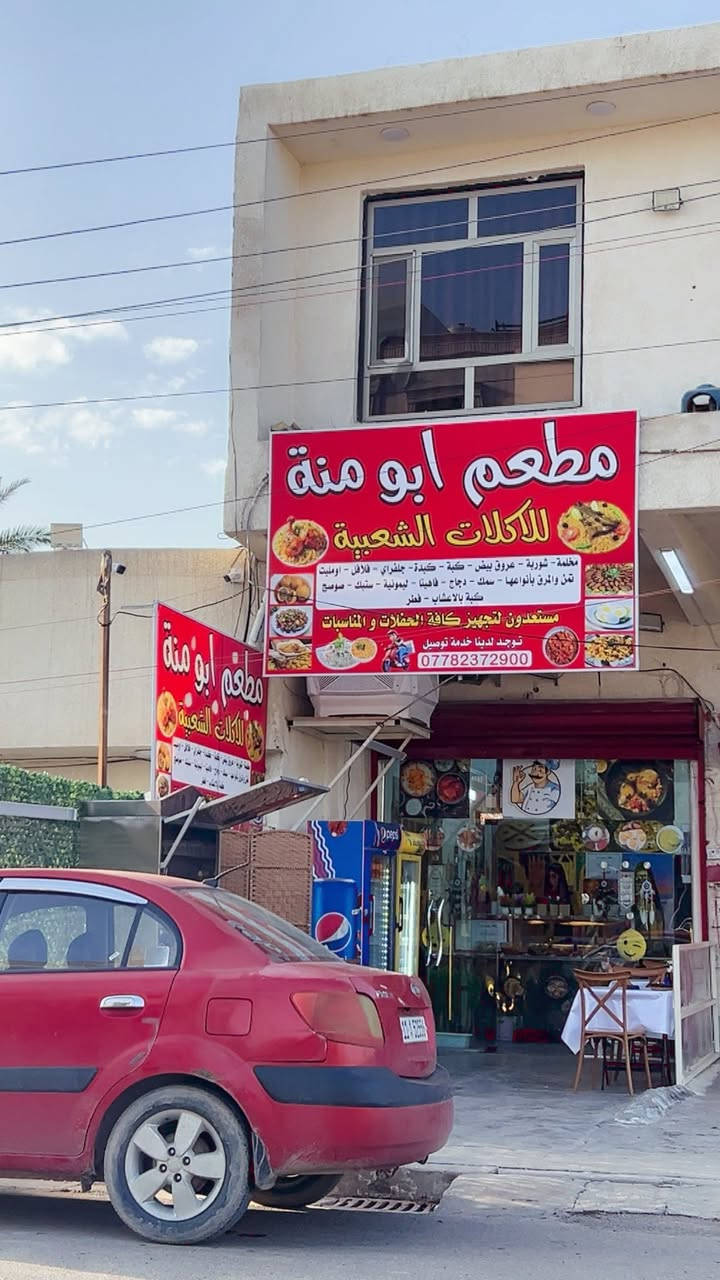 مطعم ابو منة
للاكلات الشعبية
مخلمة - شوربة - عروق بيض - كبة - كبدة - جلفراي - فلافل - اومليت
تمن والمرق بأنواعها - سمك - دجاج - فاهيتا - ليمونية - ستيك - صوصج
كبة بالاعشاب - فطر
مستعدون لتجهيز كافة الحفلات و المناسبات
توجد لدينا خدمة توصيل
07782372900
مطعم ابو منة
للاكلات الشعبية
pepsi